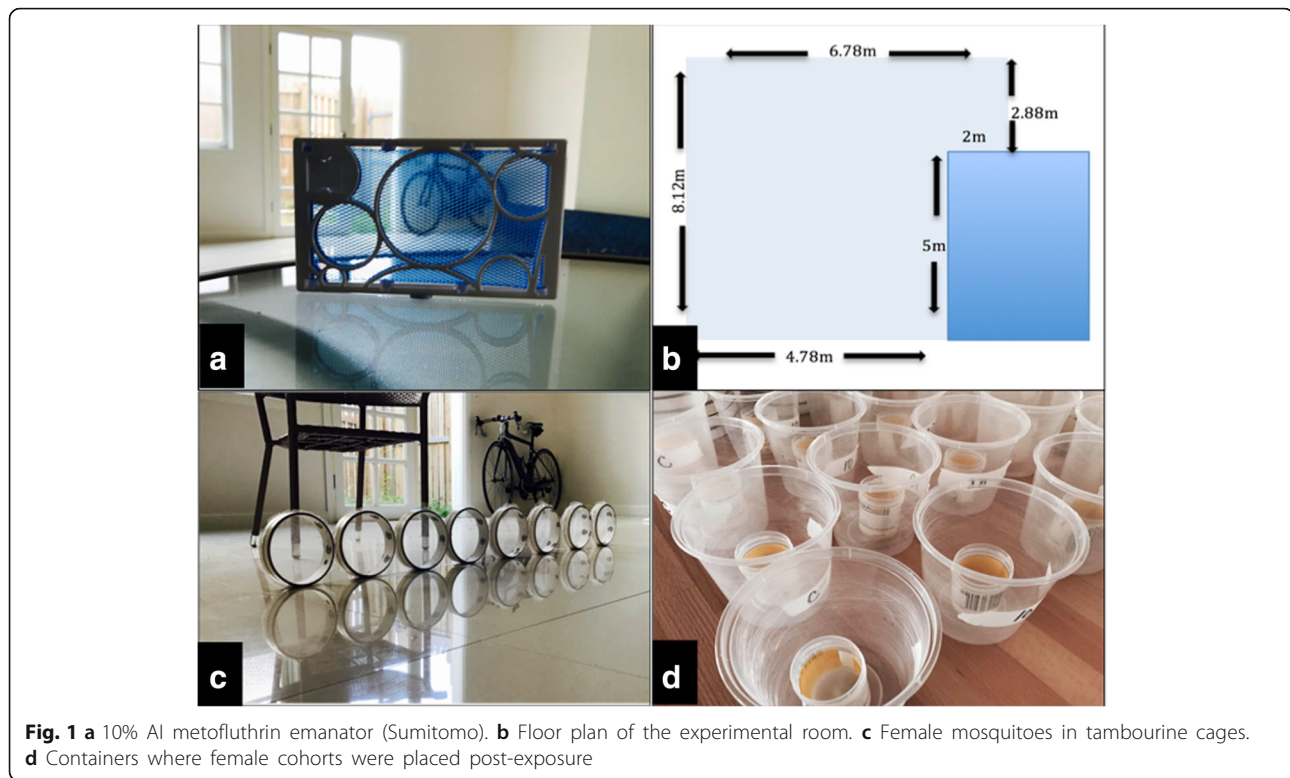 a
6.78m
2.88m
2m
8.12m
5m
4.78m
b
c
C
10
d
Fig. 1 a 10% AI metofluthrin emanator (Sumitomo). b Floor plan of the experimental room. c Female mosquitoes in tambourine cages.
d Containers where female cohorts were placed post-exposure